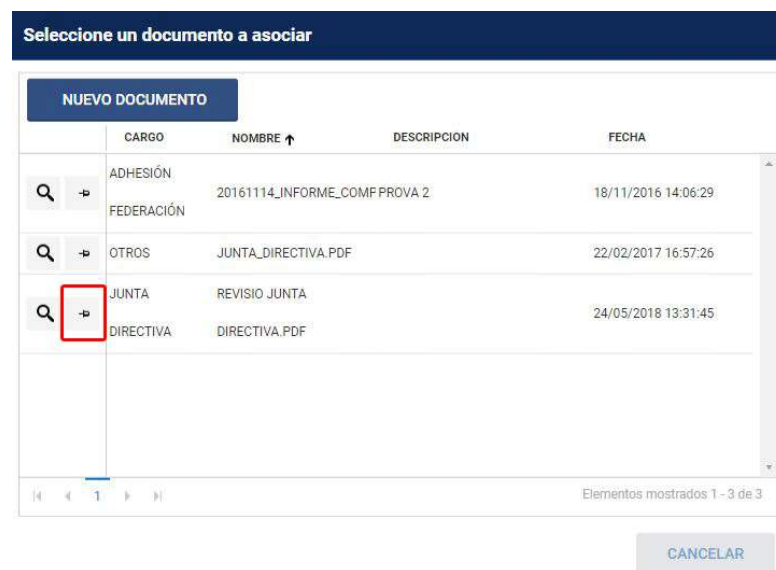 Seleccione un documento a asociar
NUEVO DOCUMENTO
CARGO NOMBRE DESCRIPCION FECHA
ADHESIÓN
FEDERACIÓN
20161114_INFORME_COMF PROVA 2 18/11/2016 14:06:29
OTROS JUNTA_DIRECTIVA.PDF 22/02/2017 16:57:26
JUNTA REVISIO JUNTA
DIRECTIVA DIRECTIVA.PDF
24/05/2018 13:31:45
1 Elementos mostrados 1 - 3 de 3
CANCELAR